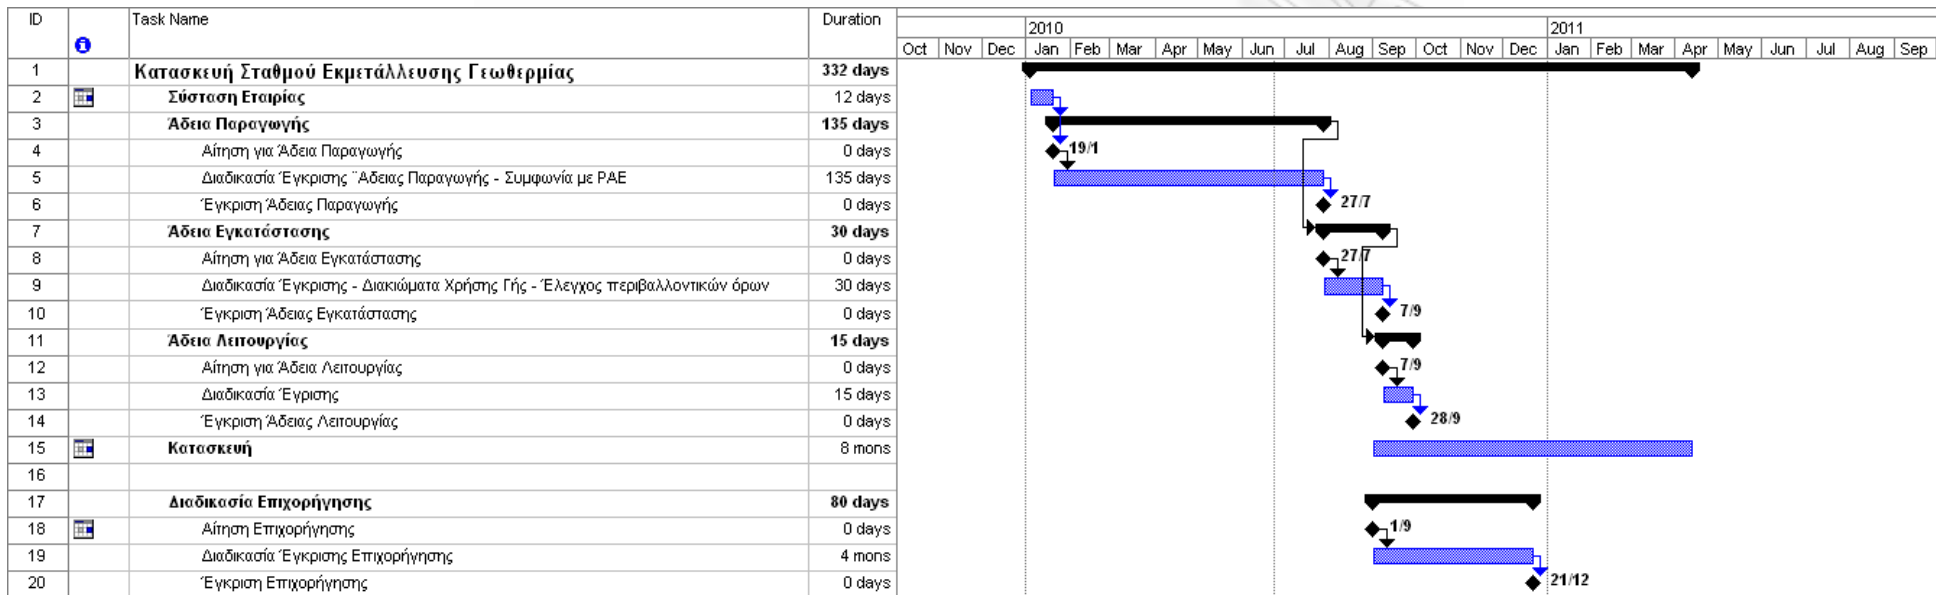 ID Task Name Duration
2010 2011
Oct Nov Dec Jan Feb Mar Apr May Jun Jul Aug Sep Oct Nov Dec Jan Feb Mar Apr May Jun Jul Aug Sep
1 Κατασκευή Σταθμού Εκμετάλλευσης Γεωθερμίας 332 days
2 Σύσταση Εταιρίας 12 days
3 Άδεια Παραγωγής 135 days
4 Αίτηση για Άδεια Παραγωγής 0 days 19/1
5 Διαδικασία Έγκρισης ¨Αδειας Παραγωγής - Συμφωνία με ΡΑΕ 135 days
6 Έγκριση Άδειας Παραγωγής 0 days 27/7
7 Άδεια Εγκατάστασης 30 days
8 Αίτηση για Άδεια Εγκατάστασης 0 days 27/7
9 Διαδικασία Έγκρισης - Διακιώματα Χρήσης Γής - Έλεγχος περιβαλλοντικών όρων 30 days
10 Έγκριση Άδειας Εγκατάστασης 0 days 7/9
11 Άδεια Λειτουργίας 15 days
12 Αίτηση για Άδεια Λειτουργίας 0 days 7/9
13 Διαδικασία Έγρισης 15 days
14 Έγκριση Άδειας Λειτουργίας 0 days 28/9
15 Κατασκευή 8 mons
16
17 Διαδικασία Επιχορήγησης 80 days
18 Αίτηση Επιχορήγησης 0 days 1/9
19 Διαδικασία Έγκρισης Επιχορήγησης 4 mons
20 Έγκριση Επιχορήγησης 0 days 21/12